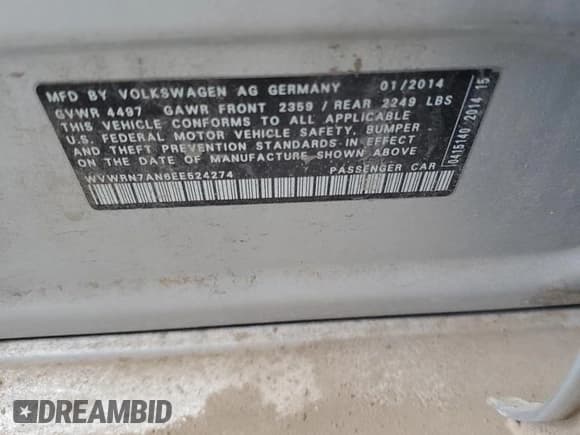 MFD BY VOLKSWAGEN AG GERMANY 01/2014
GVWR 4497 GAWR FRONT 2359 / REAR 2249 LBS
THIS VEHICLE CONFORMS TO ALL APPLICABLE
U.S. FEDERAL MOTOR VEHICLE SAFETY, BUMPER
AND THEFT PREVENTION STANDARDS IN EFFECT
ON THE DATE OF MANUFACTURE SHOWN ABOVE
WVWRN7AN6EE524274 PASSENGER CAR
0415140 2014 15
DREAMBID